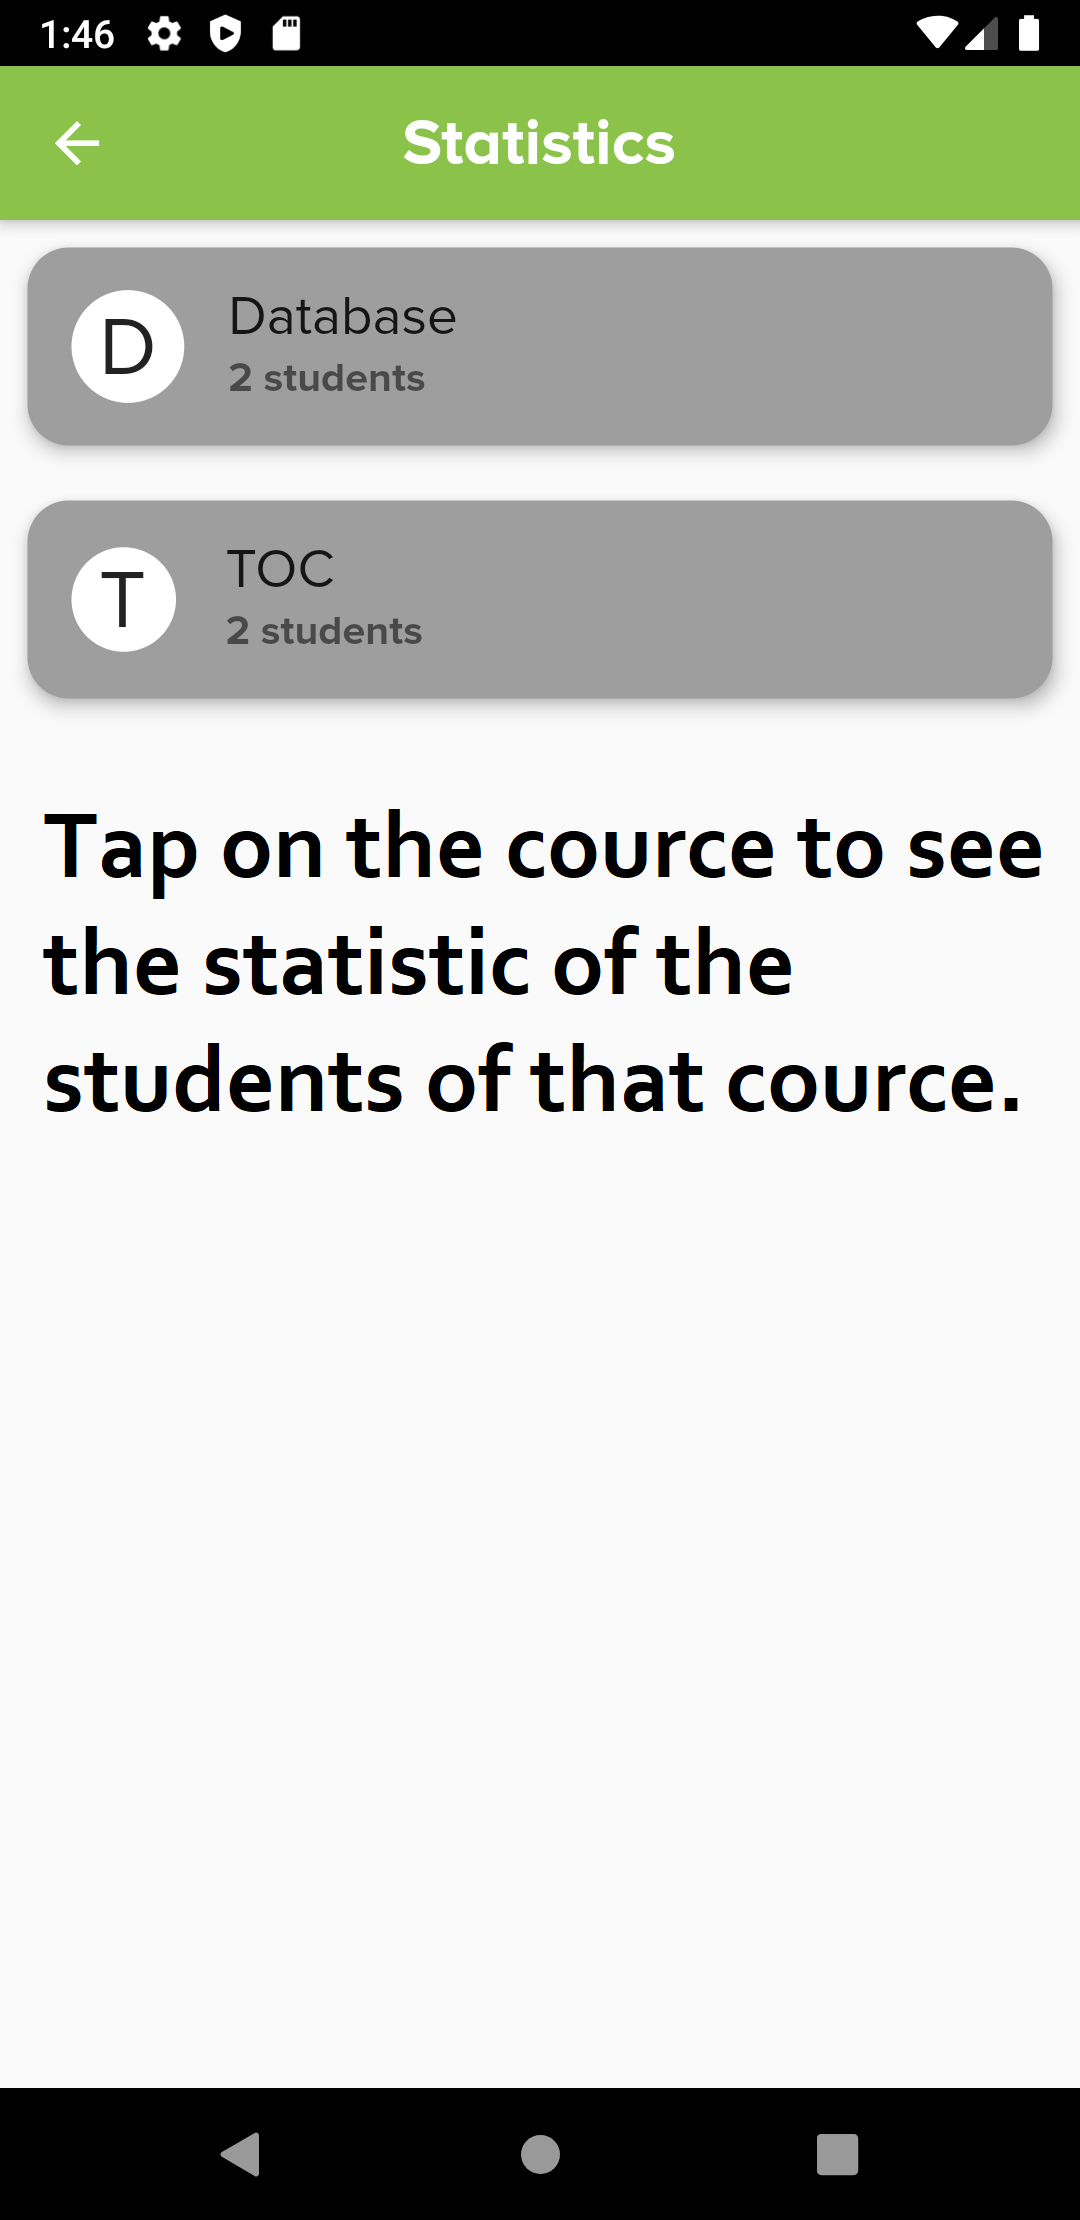 1:46
Statistics
D
Database
2 students
T
TOC
2 students
Tap on the cource to see
the statistic of the
students of that cource.